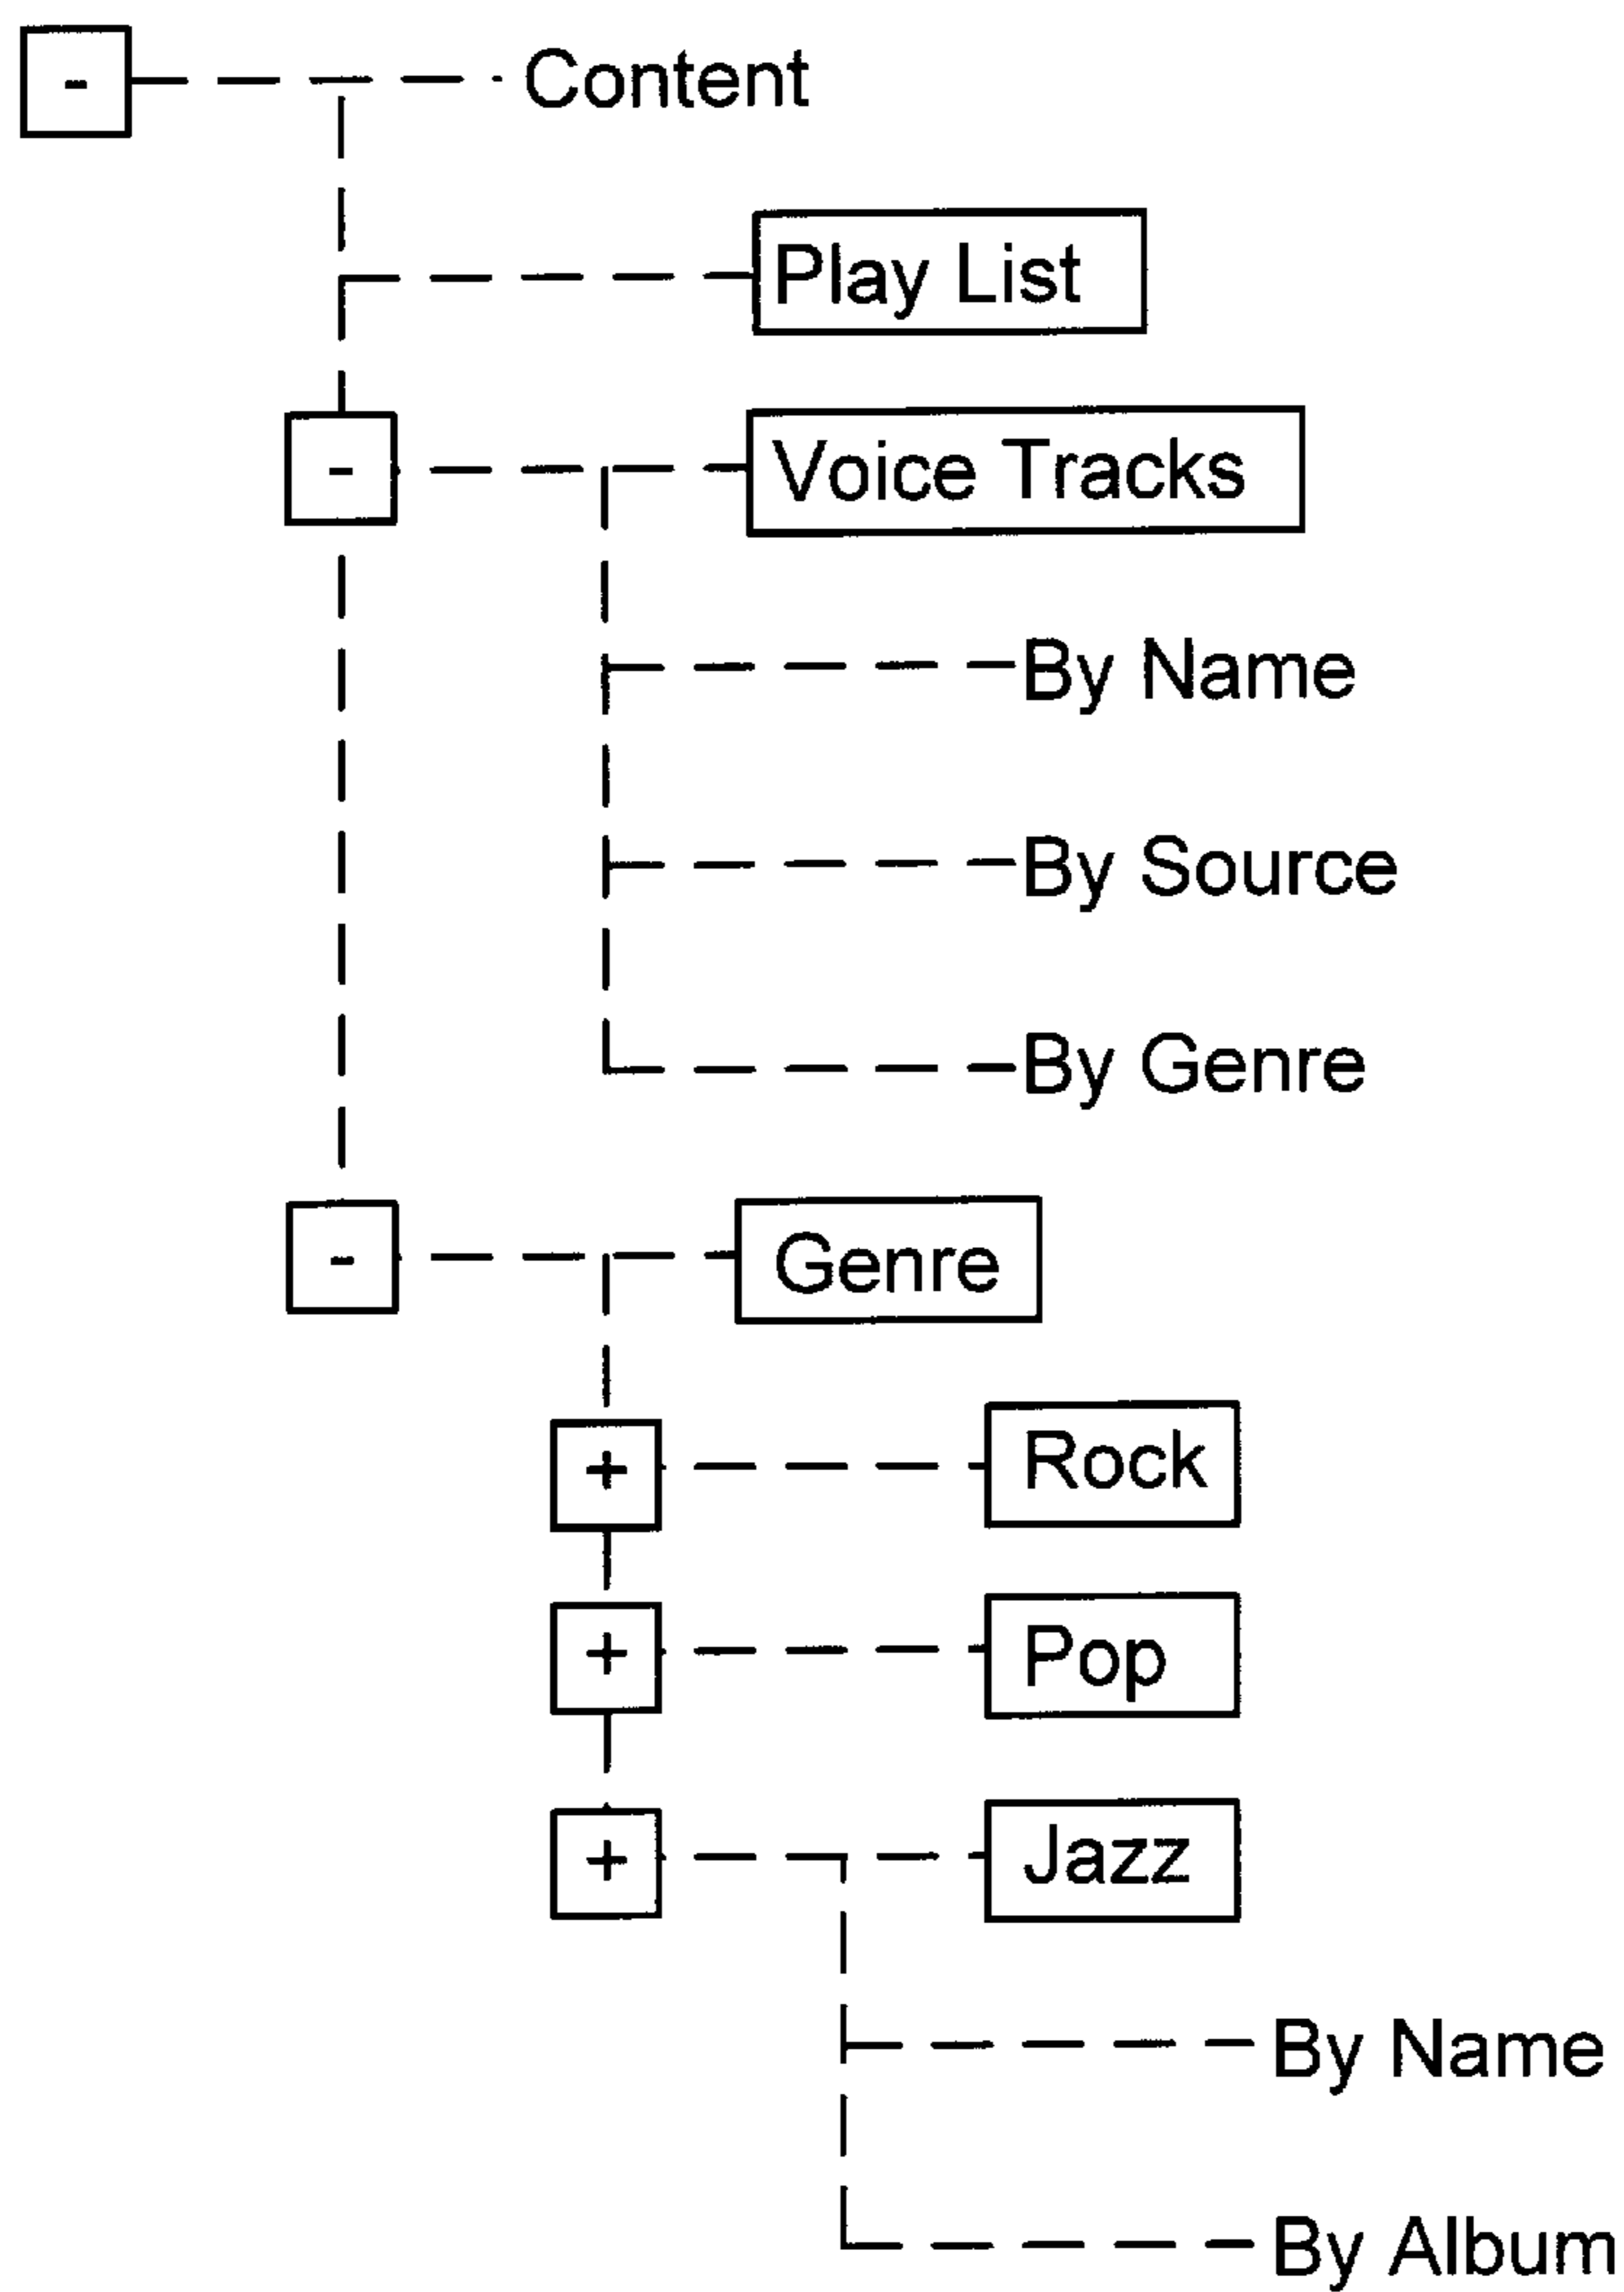 - Content
Play List
- Voice Tracks
By Name
By Source
By Genre
- Genre
+ Rock
+ Pop
+ Jazz
By Name
By Album